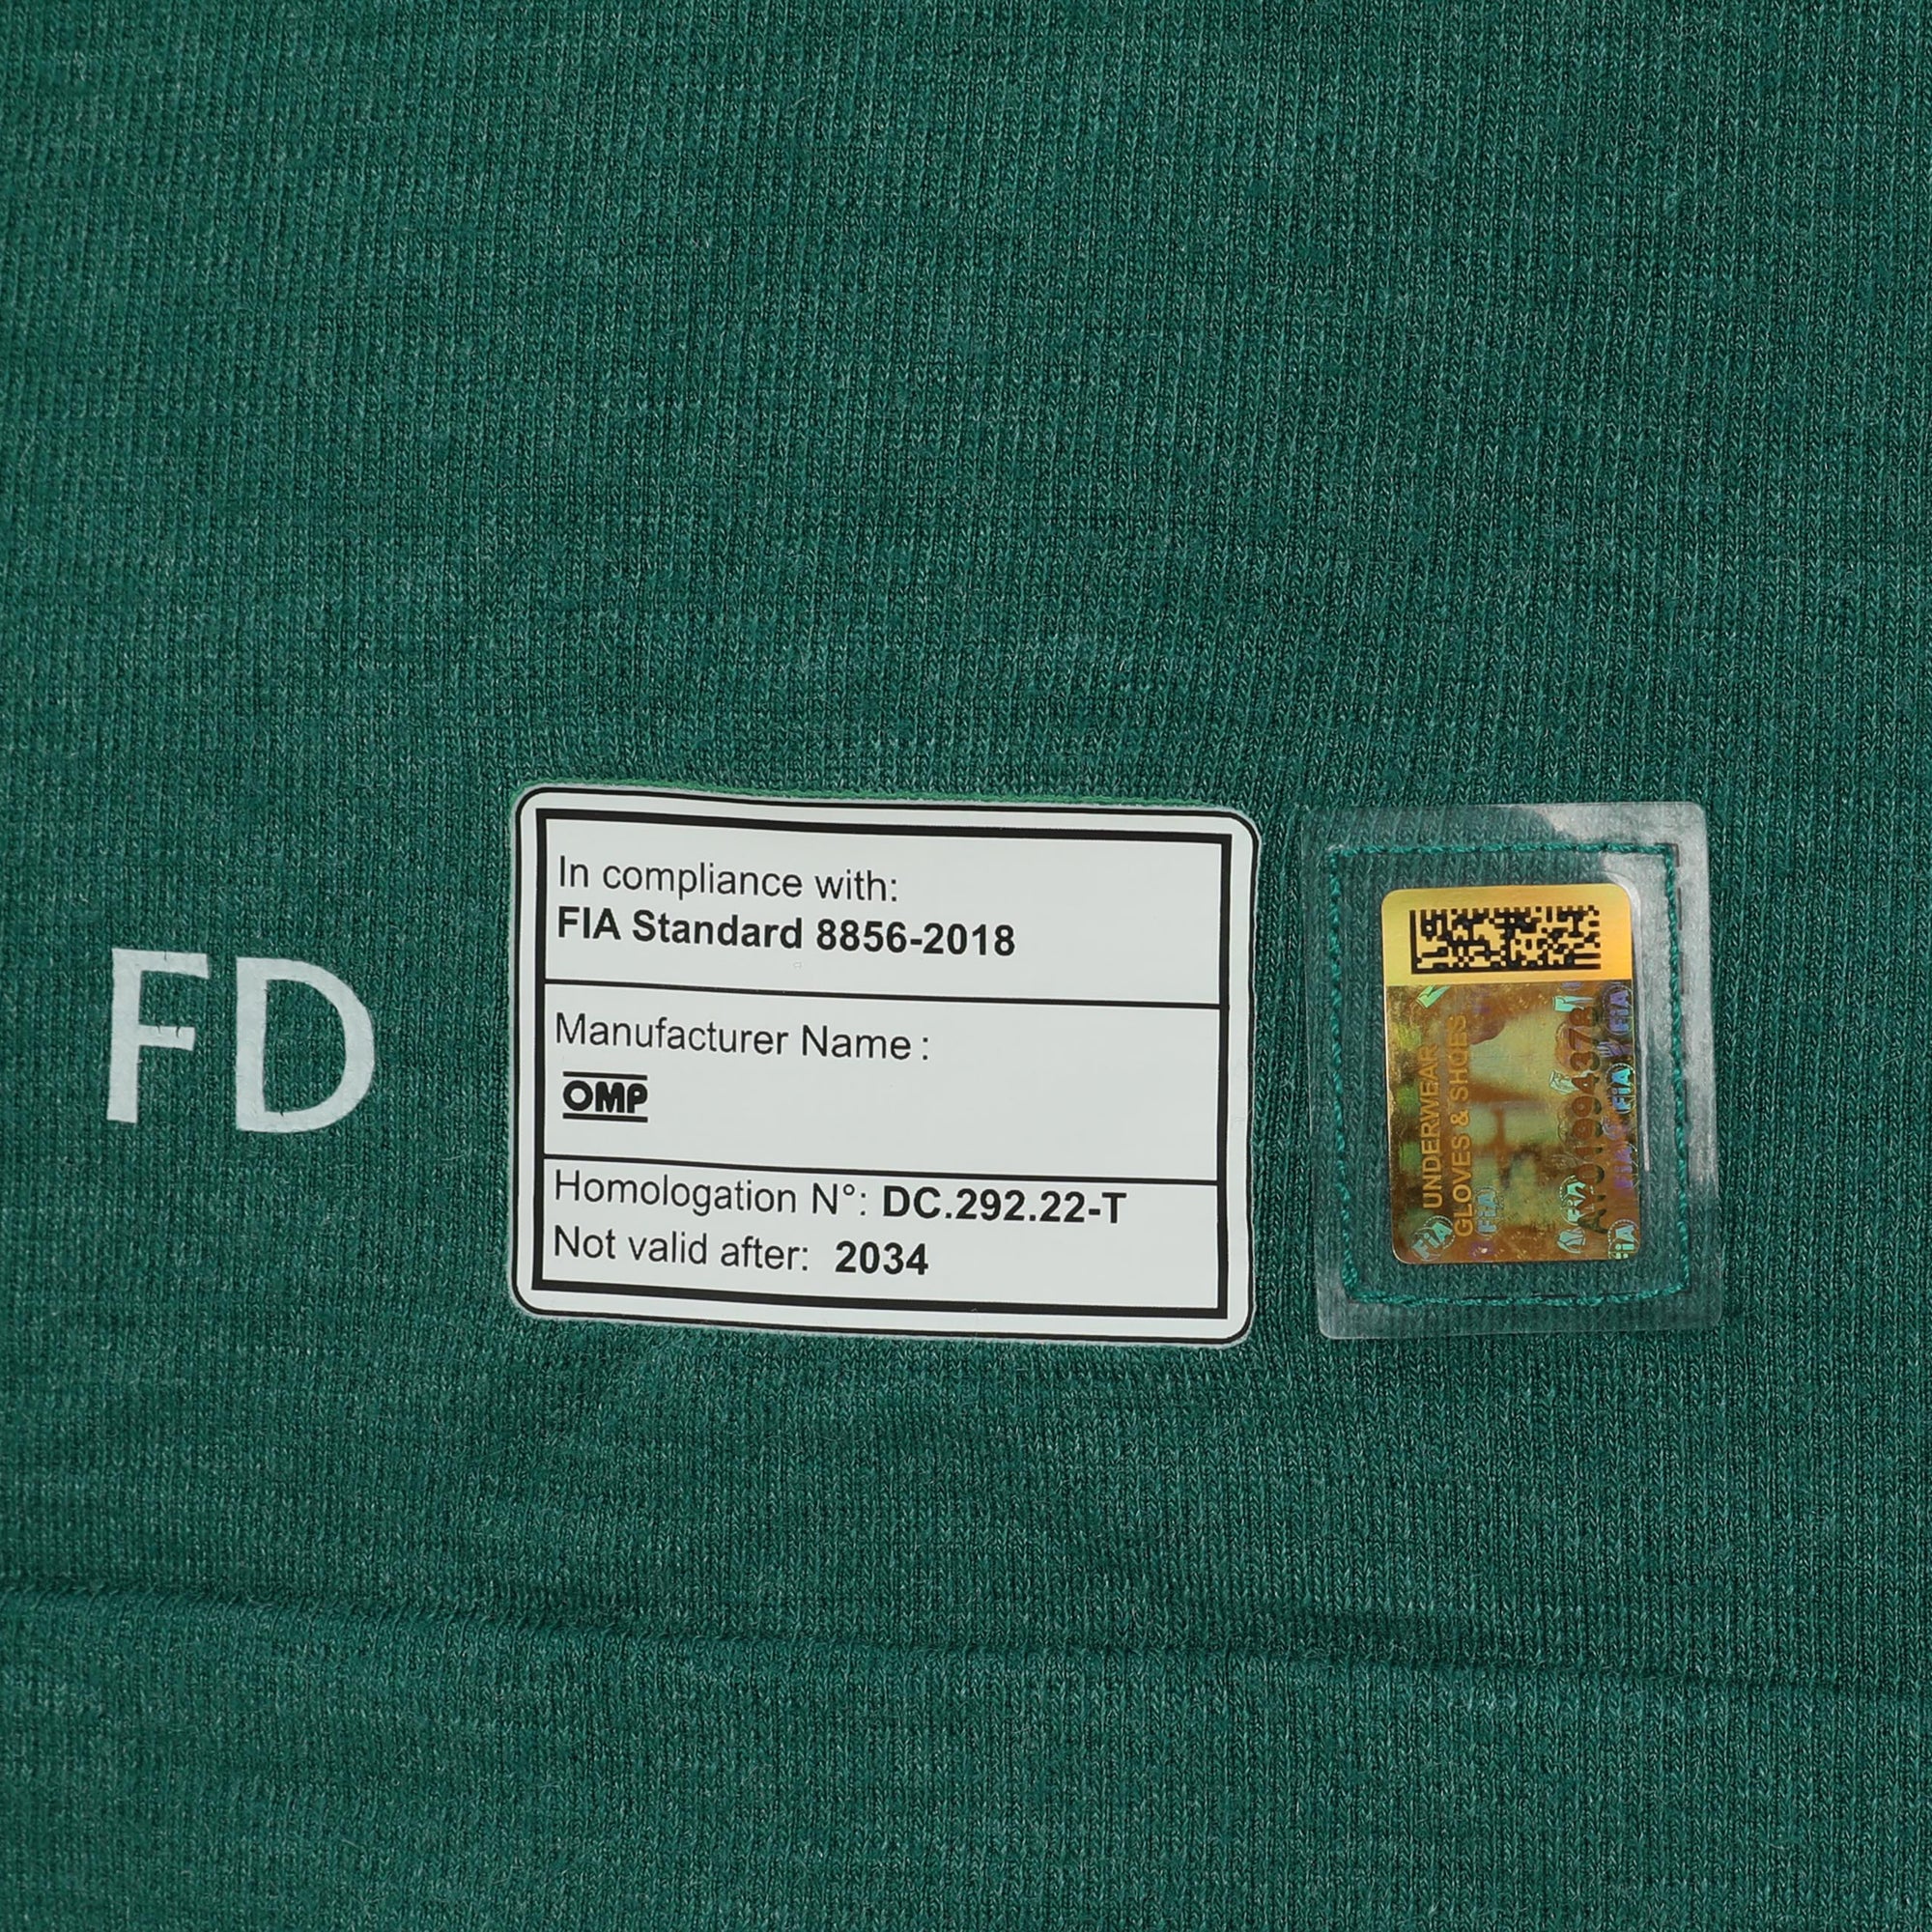 FD
In compliance with:
FIA Standard 8856-2018
Manufacturer Name :
OMP
Homologation N°: DC.292.22-T
Not valid after: 2034
UNDERWEAR
GLOVES & SHOES
FiA